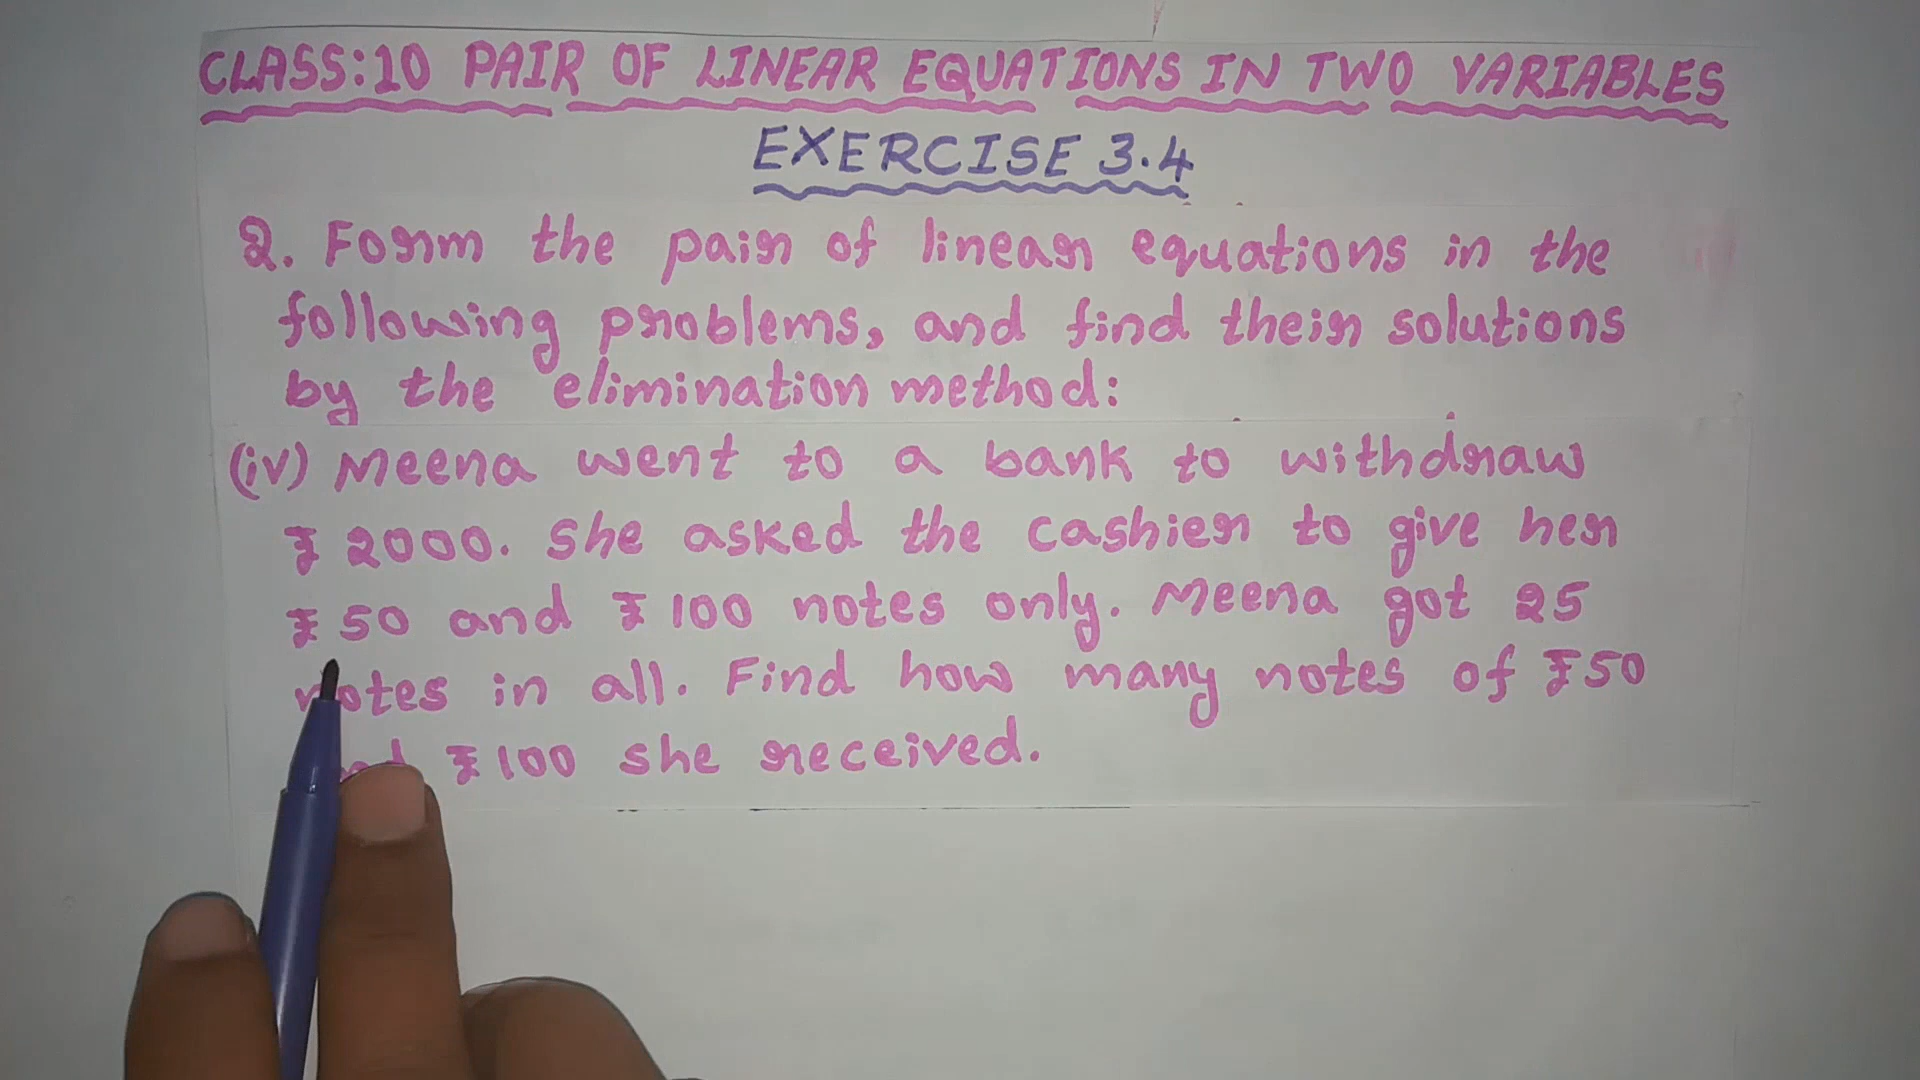 CLASS:10 PAIR OF LINEAR EQUATIONS IN TWO VARIABLES
EXERCISE 3.4
2. Form the pair of linear equations in the
following problems, and find their solutions
by the elimination method:
(iv) Meena went to a bank to withdraw
₹ 2000. She asked the cashier to give her
₹ 50 and ₹ 100 notes only. Meena got 25
notes in all. Find how many notes of ₹50
and ₹100 she received.